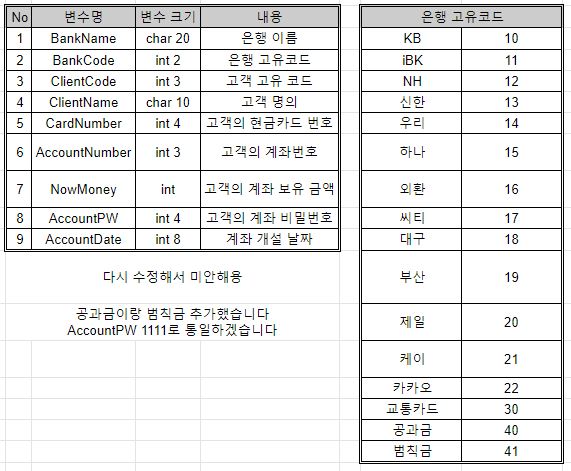 No 변수명 변수 크기 내용
1 BankName char 20 은행 이름
2 BankCode int 2 은행 고유코드
3 ClientCode int 3 고객 고유 코드
4 ClientName char 10 고객 명의
5 CardNumber int 4 고객의 현금카드 번호
6 AccountNumber int 3 고객의 계좌번호
7 NowMoney int 고객의 계좌 보유 금액
8 AccountPW int 4 고객의 계좌 비밀번호
9 AccountDate int 8 계좌 개설 날짜
다시 수정해서 미안해용
공과금이랑 범칙금 추가했습니다
AccountPW 1111로 통일하겠습니다
은행 고유코드
KB 10
iBK 11
NH 12
신한 13
우리 14
하나 15
외환 16
씨티 17
대구 18
부산 19
제일 20
케이 21
카카오 22
교통카드 30
공과금 40
범칙금 41